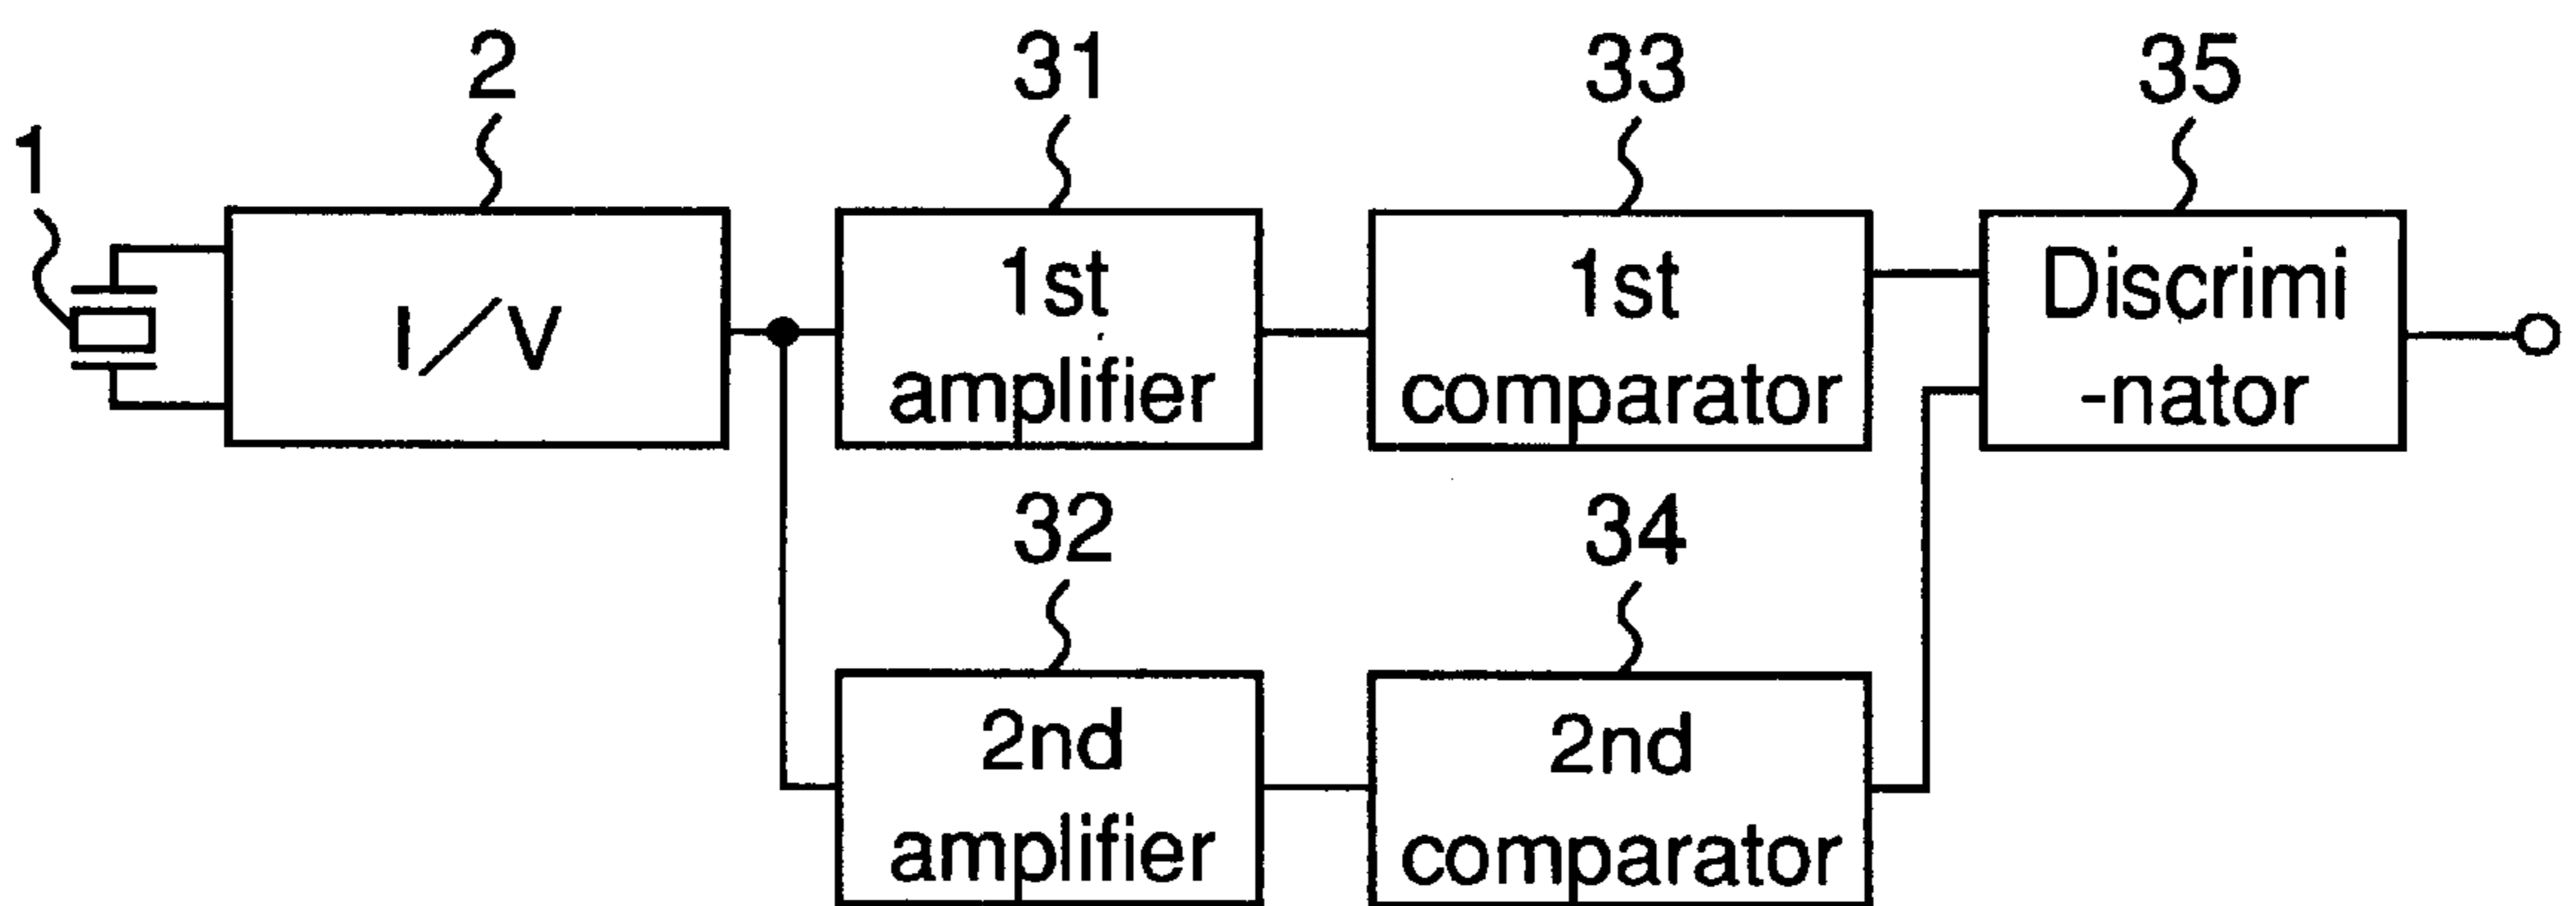 2
31
33
35
1
I/V
1st
amplifier
1st
comparator
Discrimi
-nator
32
34
2nd
amplifier
2nd
comparator